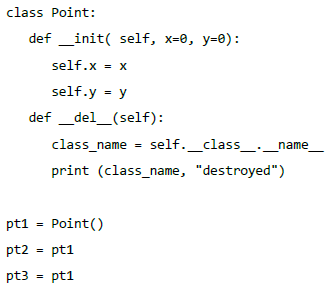 class Point:
   def __init( self, x=0, y=0):
      self.x = x
      self.y = y
   def __del__(self):
      class_name = self.__class__.__name__
      print (class_name, "destroyed")

pt1 = Point()
pt2 = pt1
pt3 = pt1